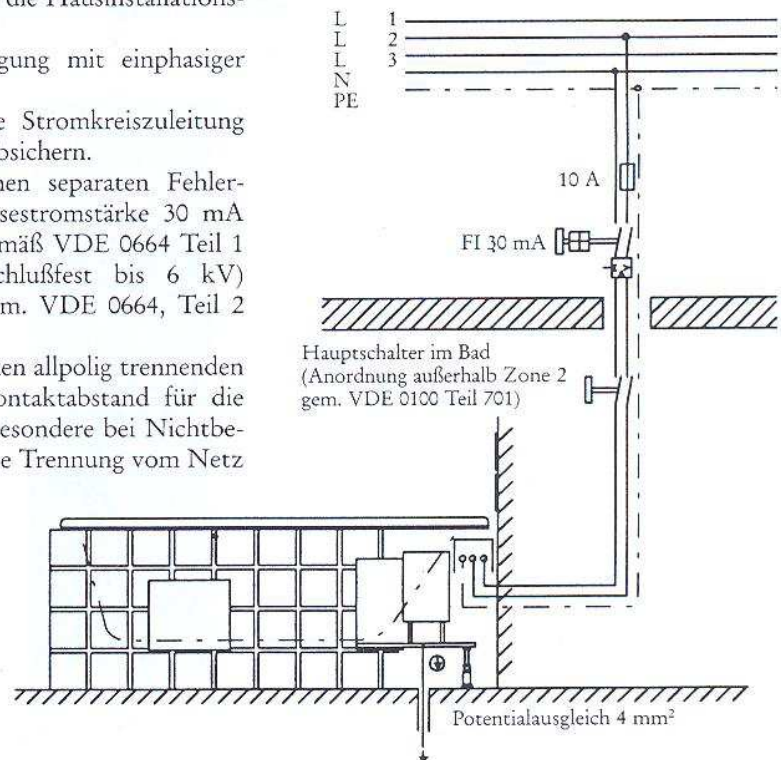 die Hausinstallations-
gung mit einphasiger
e Stromkreiszuleitung
bsichern.
nen separaten Fehler-
sestromstärke 30 mA
mäß VDE 0664 Teil 1
chlußfest bis 6 kV)
m. VDE 0664, Teil 2
en allpolig trennenden
ontaktabstand für die
esondere bei Nichtbe-
e Trennung vom Netz
L 1
L 2
L 3
N
PE
10 A
FI 30 mA
Hauptschalter im Bad
(Anordnung außerhalb Zone 2
gem. VDE 0100 Teil 701)
Potentialausgleich 4 mm²